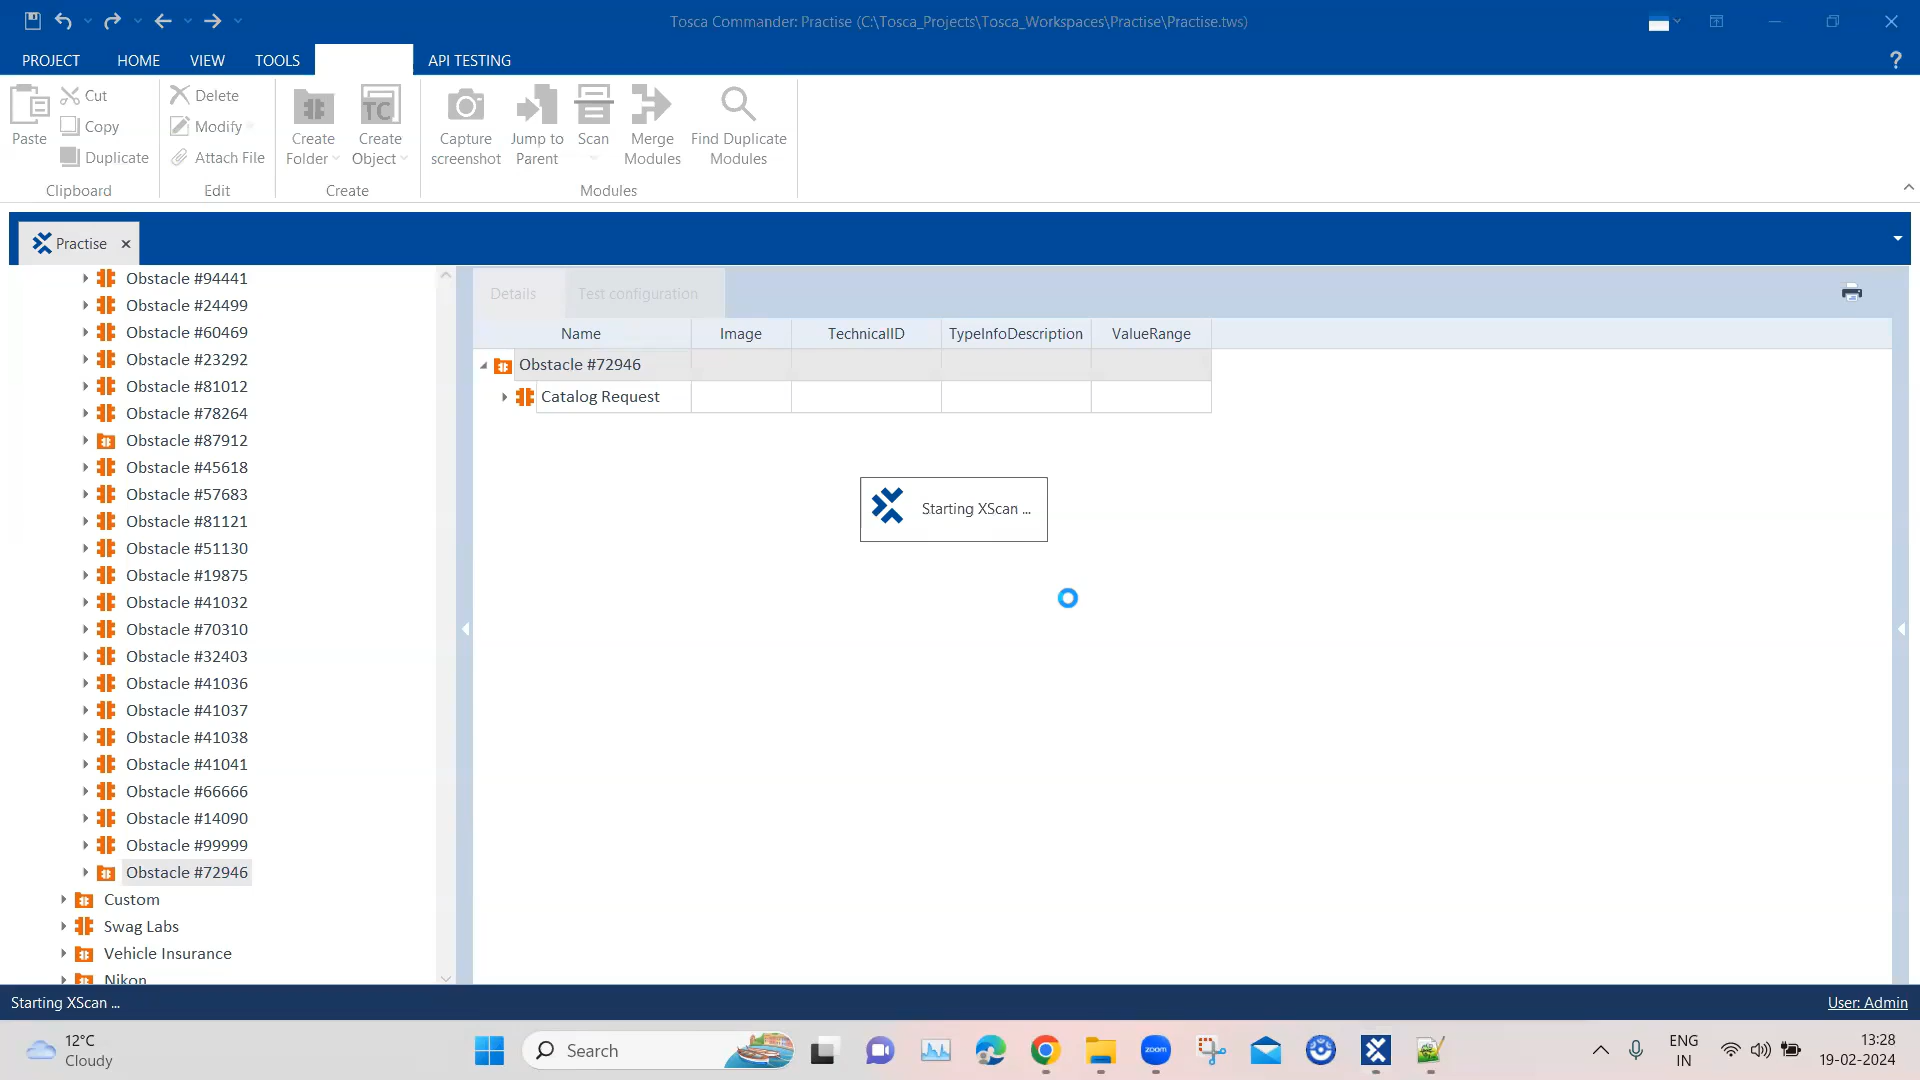 Tosca Commander: Practise (C:\Tosca_Projects\Tosca_Workspaces\Practise\Practise.tws)
PROJECT HOME VIEW TOOLS API TESTING ?
Paste
Cut
Copy
Duplicate
Clipboard
Delete
Modify
Attach File
Edit
Create Folder
TC
Create Object
Create
Capture screenshot
Jump to Parent
Scan
Merge Modules
Find Duplicate Modules
Modules
Practise
Obstacle #94441
Obstacle #24499
Obstacle #60469
Obstacle #23292
Obstacle #81012
Obstacle #78264
Obstacle #87912
Obstacle #45618
Obstacle #57683
Obstacle #81121
Obstacle #51130
Obstacle #19875
Obstacle #41032
Obstacle #70310
Obstacle #32403
Obstacle #41036
Obstacle #41037
Obstacle #41038
Obstacle #41041
Obstacle #66666
Obstacle #14090
Obstacle #99999
Obstacle #72946
Custom
Swag Labs
Vehicle Insurance
Nikon
Details Test configuration
Name Image TechnicalID TypeInfoDescription ValueRange
Obstacle #72946
Catalog Request
Starting XScan ...
Starting XScan ...
User: Admin
12°C
Cloudy
Search
zoom
ENG
IN
13:28
19-02-2024